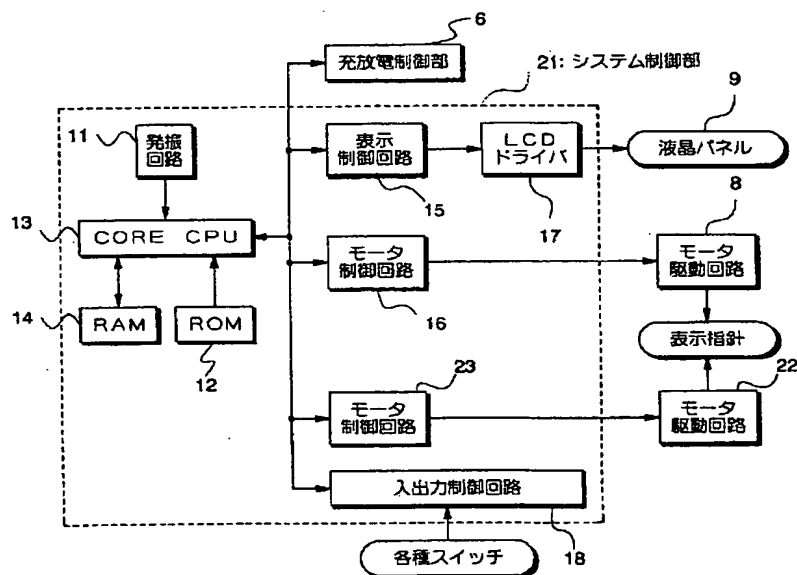 6
充放電制御部
21: システム制御部
9
11
発振
回路
表示
制御回路
LCD
ドライバ
液晶パネル
15
17
8
13
CORE CPU
モータ
制御回路
モータ
駆動回路
16
14
RAM
ROM
12
表示指針
23
22
モータ
制御回路
モータ
駆動回路
入出力制御回路
各種スイッチ
18